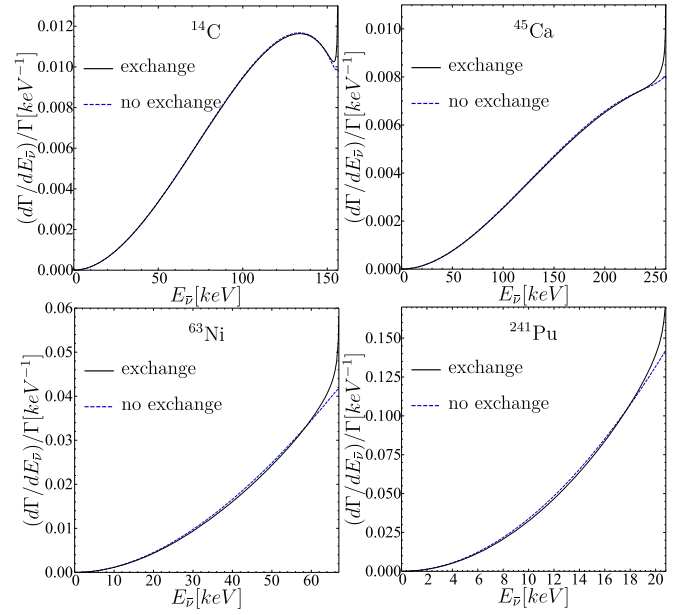 ¹⁴C
exchange
no exchange
(dΓ/dE_ν̄)/Γ[keV⁻¹]
0.012
0.010
0.008
0.006
0.004
0.002
0.000
0 50 100 150
E_ν̄[keV]
⁴⁵Ca
exchange
no exchange
(dΓ/dE_ν̄)/Γ[keV⁻¹]
0.010
0.008
0.006
0.004
0.002
0.000
0 50 100 150 200 250
E_ν̄[keV]
⁶³Ni
exchange
no exchange
(dΓ/dE_ν̄)/Γ[keV⁻¹]
0.06
0.05
0.04
0.03
0.02
0.01
0.00
0 10 20 30 40 50 60
E_ν̄[keV]
²⁴¹Pu
exchange
no exchange
(dΓ/dE_ν̄)/Γ[keV⁻¹]
0.150
0.125
0.100
0.075
0.050
0.025
0.000
0 2 4 6 8 10 12 14 16 18 20
E_ν̄[keV]